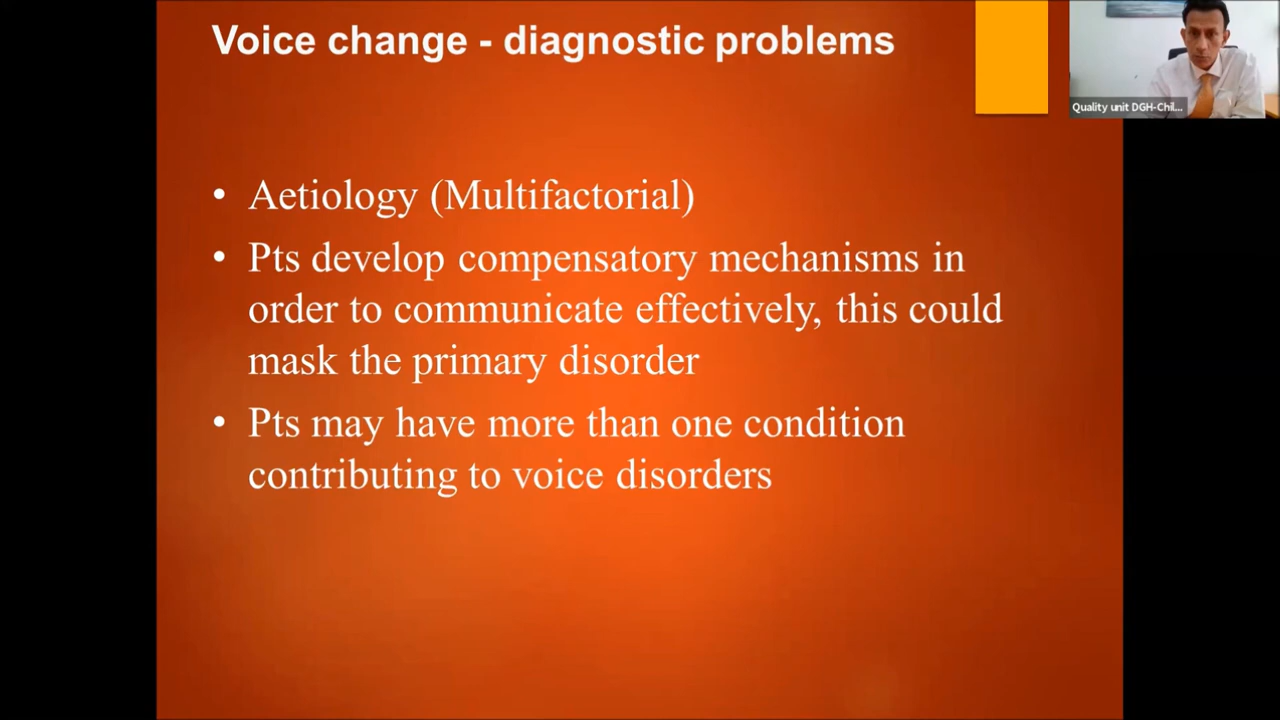 Voice change - diagnostic problems
Quality unit DGH-Chil...
• Aetiology (Multifactorial)
• Pts develop compensatory mechanisms in
order to communicate effectively, this could
mask the primary disorder
• Pts may have more than one condition
contributing to voice disorders